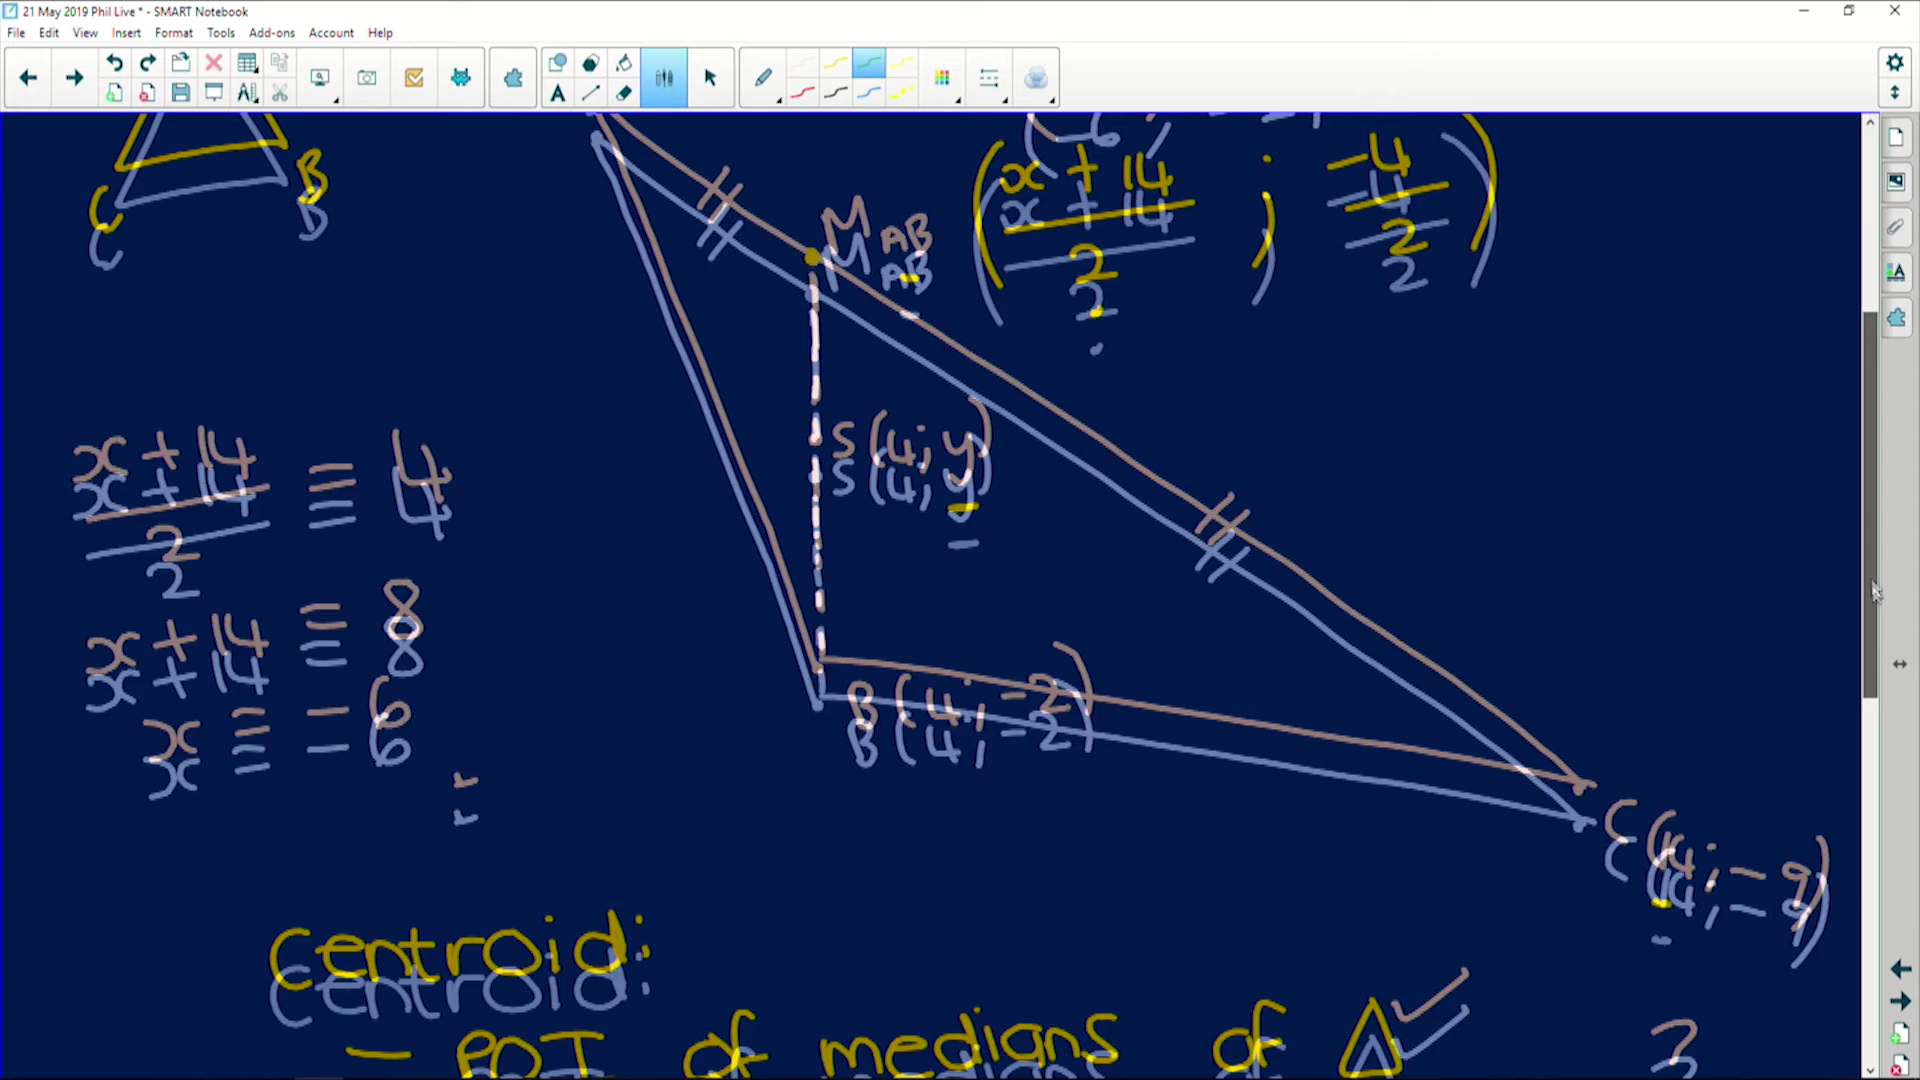 21 May 2019 Phil Live * - SMART Notebook
File Edit View Insert Format Tools Add-ons Account Help
C B
M AB
(x + 14 / 2 ; -4 / 2)
S (4 ; y)
x + 14 / 2 = 4
x + 14 = 8
x = -6
B (4 ; -2)
C (14 ; -9)
Centroid:
- POI of medians of Δ ✓